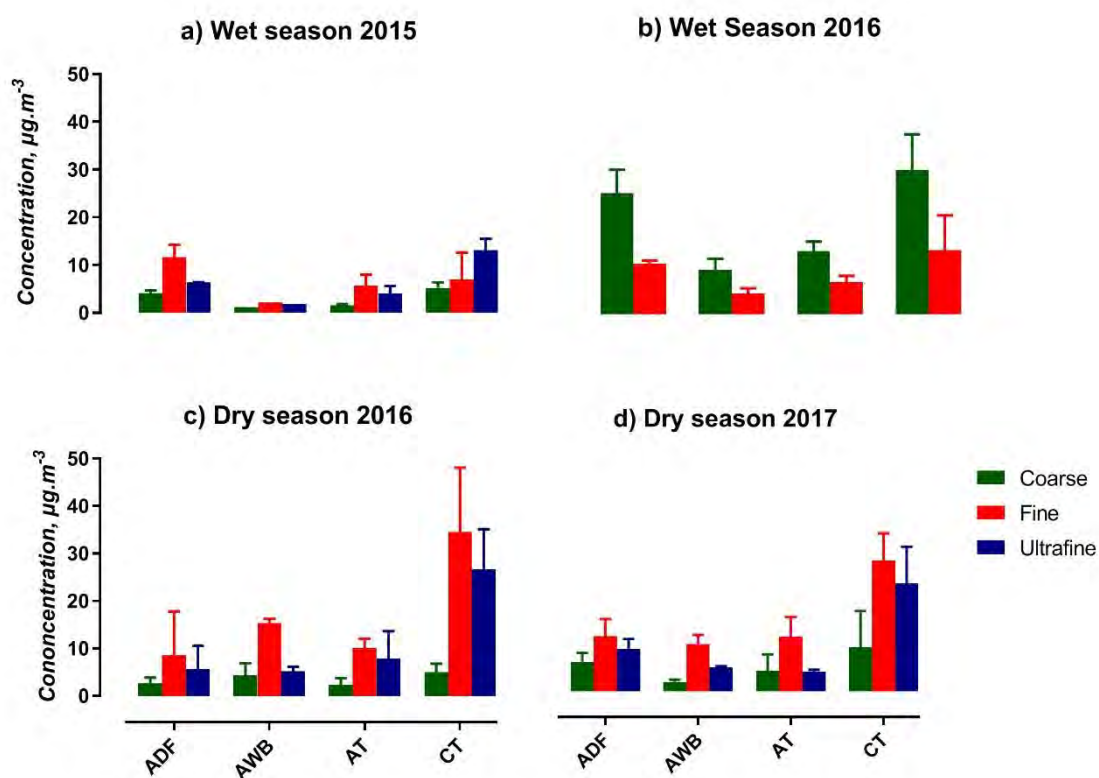 a) Wet season 2015
b) Wet Season 2016
Concentration, µg.m-3
50
40
30
20
10
0
c) Dry season 2016
d) Dry season 2017
Cononcentration, µg.m-3
50
40
30
20
10
0
Coarse
Fine
Ultrafine
ADF
AWB
AT
CT
ADF
AWB
AT
CT